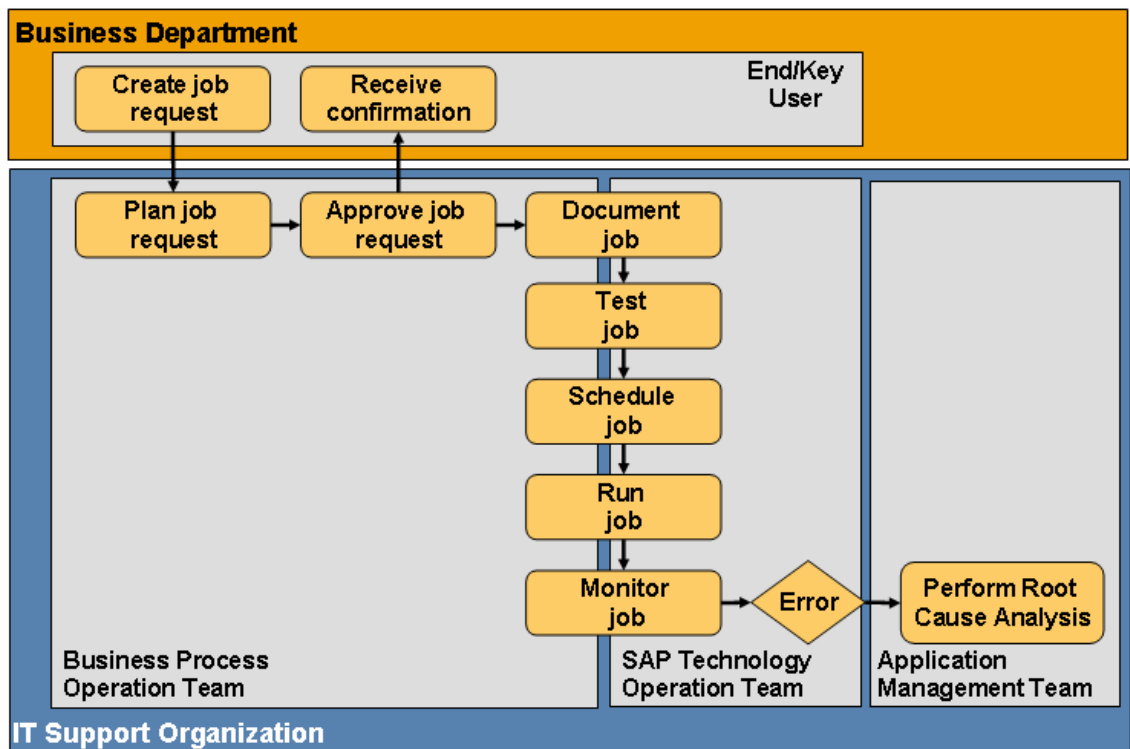 Business Department
Create job
request
Receive
confirmation
End/Key
User
Plan job
request
Approve job
request
Document
job
Test
job
Schedule
job
Run
job
Monitor
job
Error
Perform Root
Cause Analysis
Business Process
Operation Team
SAP Technology
Operation Team
Application
Management Team
IT Support Organization